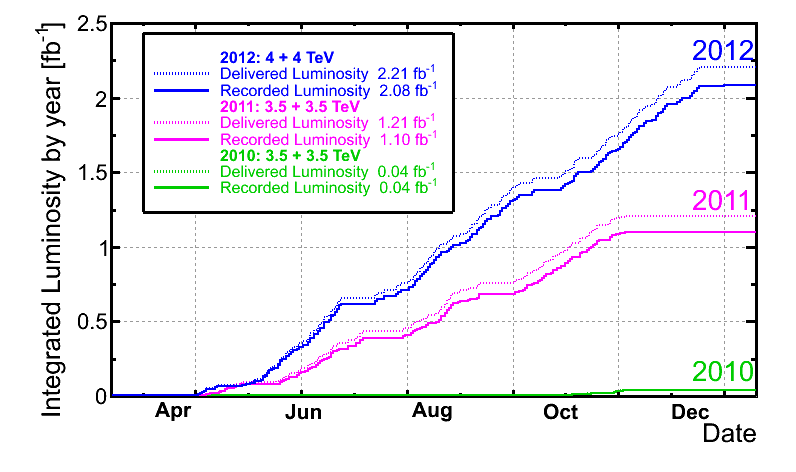 Integrated Luminosity by year [fb⁻¹]
2.5
2
1.5
1
0.5
0
2012: 4 + 4 TeV
Delivered Luminosity 2.21 fb⁻¹
Recorded Luminosity 2.08 fb⁻¹
2011: 3.5 + 3.5 TeV
Delivered Luminosity 1.21 fb⁻¹
Recorded Luminosity 1.10 fb⁻¹
2010: 3.5 + 3.5 TeV
Delivered Luminosity 0.04 fb⁻¹
Recorded Luminosity 0.04 fb⁻¹
2012
2011
2010
Apr Jun Aug Oct Dec
Date